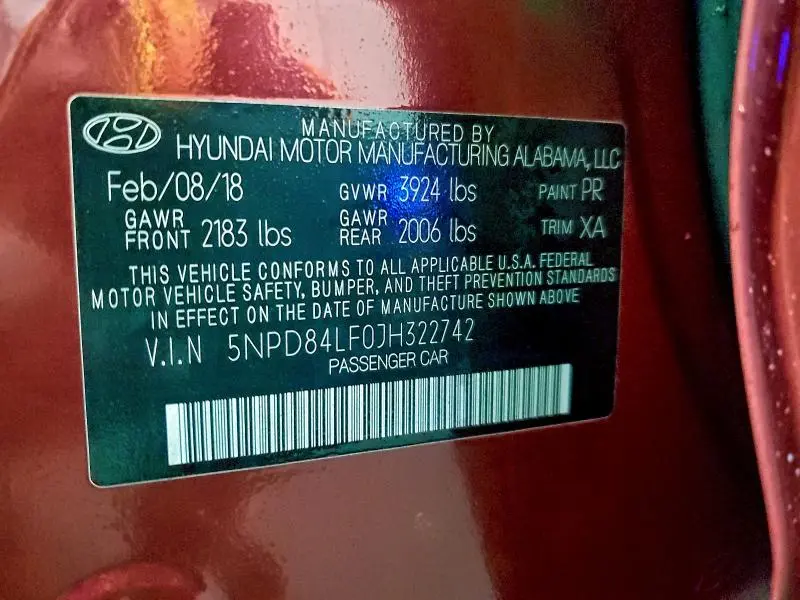 MANUFACTURED BY
HYUNDAI MOTOR MANUFACTURING ALABAMA, LLC
Feb/08/18 GVWR 3924 lbs PAINT PR
GAWR FRONT 2183 lbs GAWR REAR 2006 lbs TRIM XA
THIS VEHICLE CONFORMS TO ALL APPLICABLE U.S.A. FEDERAL
MOTOR VEHICLE SAFETY, BUMPER, AND THEFT PREVENTION STANDARDS
IN EFFECT ON THE DATE OF MANUFACTURE SHOWN ABOVE
V.I.N 5NPD84LF0JH322742
PASSENGER CAR